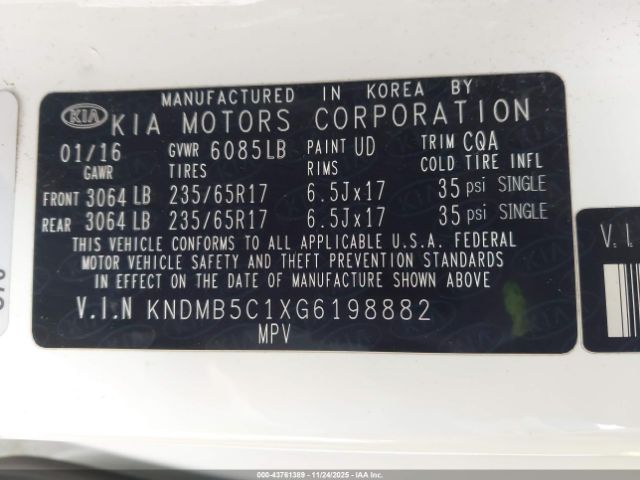 MANUFACTURED IN KOREA BY
KIA KIA MOTORS CORPORATION
01/16 GVWR 6085LB PAINT UD TRIM CQA
GAWR TIRES RIMS COLD TIRE INFL
FRONT 3064 LB 235/65R17 6.5Jx17 35 psi SINGLE
REAR 3064 LB 235/65R17 6.5Jx17 35 psi SINGLE
THIS VEHICLE CONFORMS TO ALL APPLICABLE U.S.A. FEDERAL
MOTOR VEHICLE SAFETY AND THEFT PREVENTION STANDARDS
IN EFFECT ON THE DATE OF MANUFACTURE SHOWN ABOVE
V.I.N KNDMB5C1XG6198882
MPV
V.I
000-43761389 - 11/24/2025 - IAA Inc.